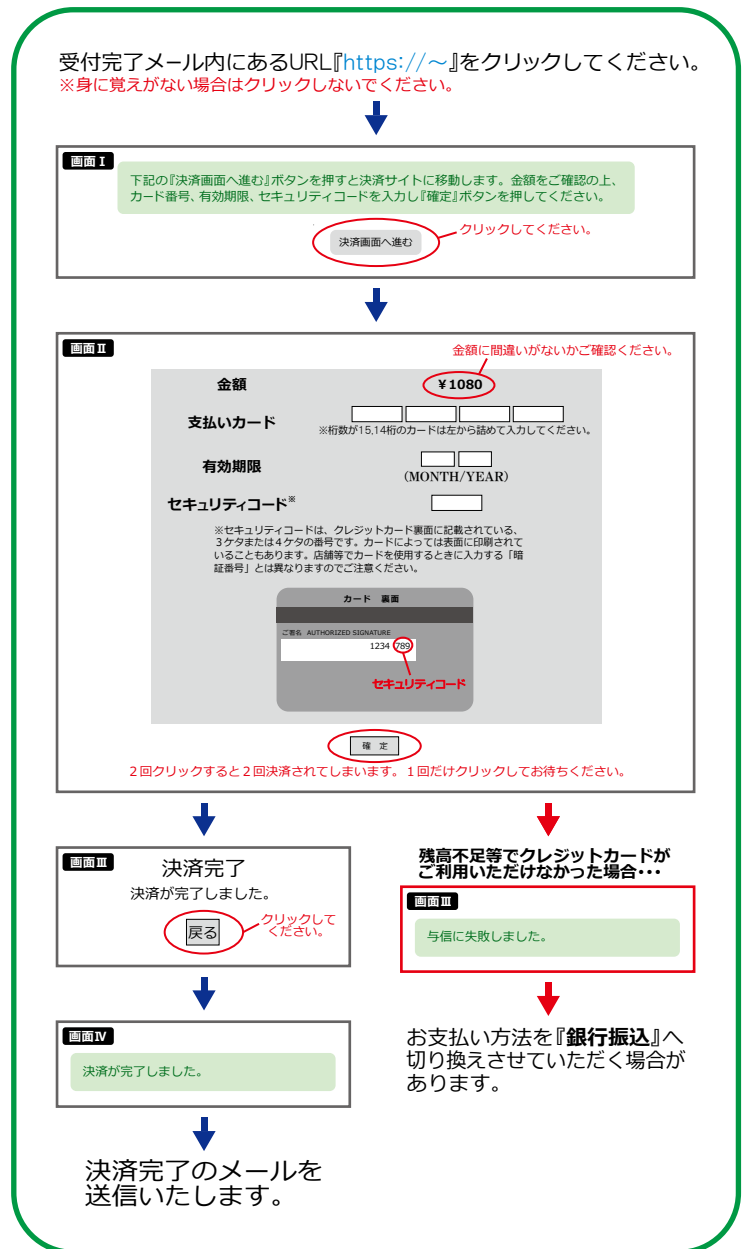 受付完了メール内にあるURL『https://～』をクリックしてください。
※身に覚えがない場合はクリックしないでください。
画面Ⅰ
下記の『決済画面へ進む』ボタンを押すと決済サイトに移動します。金額をご確認の上、
カード番号、有効期限、セキュリティコードを入力し『確定』ボタンを押してください。
クリックしてください。
決済画面へ進む
画面Ⅱ
金額に間違いがないかご確認ください。
金額
¥1080
支払いカード
※桁数が15,14桁のカードは左から詰めて入力してください。
有効期限
(MONTH/YEAR)
セキュリティコード※
※セキュリティコードは、クレジットカード裏面に記載されている、
３ケタまたは４ケタの番号です。カードによっては表面に印刷されて
いることもあります。店舗等でカードを使用するときに入力する「暗
証番号」とは異なりますのでご注意ください。
カード 裏面
ご署名 AUTHORIZED SIGNATURE
1234 789
セキュリティコード
確 定
２回クリックすると２回決済されてしまいます。１回だけクリックしてお待ちください。
画面Ⅲ
決済完了
決済が完了しました。
戻る
クリックして
ください。
画面Ⅳ
決済が完了しました。
決済完了のメールを
送信いたします。
残高不足等でクレジットカードが
ご利用いただけなかった場合･･･
画面Ⅲ
与信に失敗しました。
お支払い方法を『銀行振込』へ
切り換えさせていただく場合が
あります。